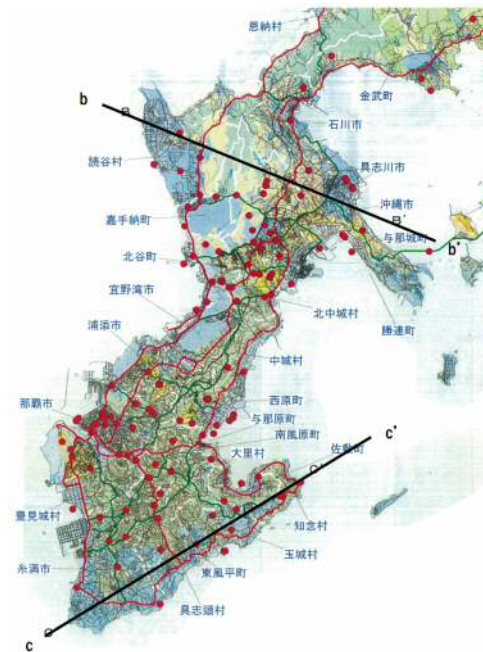 恩納村
金武町
b
石川市
読谷村
具志川市
沖縄市
嘉手納町
与那城町
b'
北谷町
宜野湾市
北中城村
勝連町
浦添市
中城村
西原町
那覇市
与那原町
南風原町
c'
大里村
佐敷町
知念村
豊見城村
玉城村
糸満市
東風平町
具志頭村
c